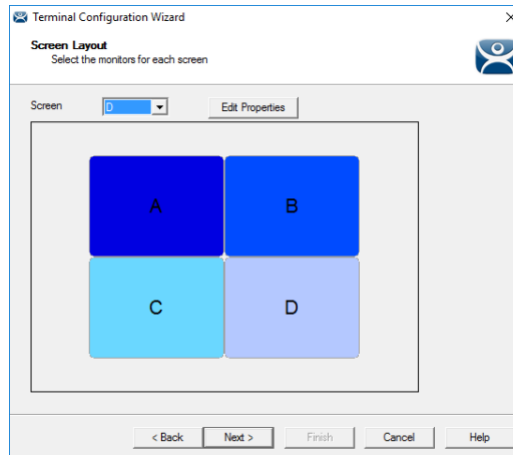 Terminal Configuration Wizard
Screen Layout
Select the monitors for each screen
Screen D Edit Properties
A B
C D
< Back Next > Finish Cancel Help